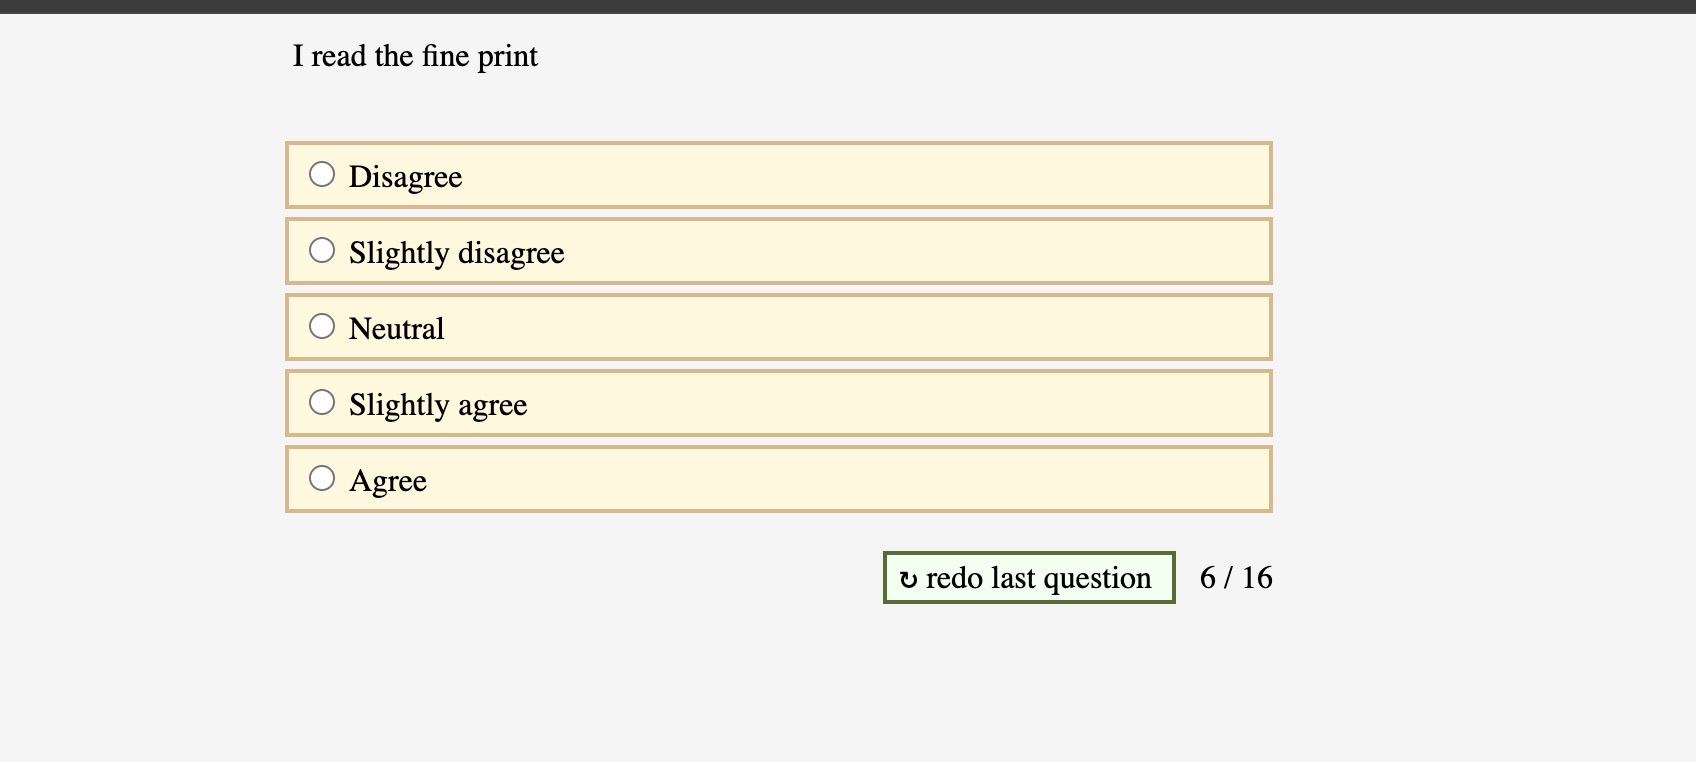 I read the fine print
Disagree
Slightly disagree
Neutral
Slightly agree
Agree
↻ redo last question 6 / 16